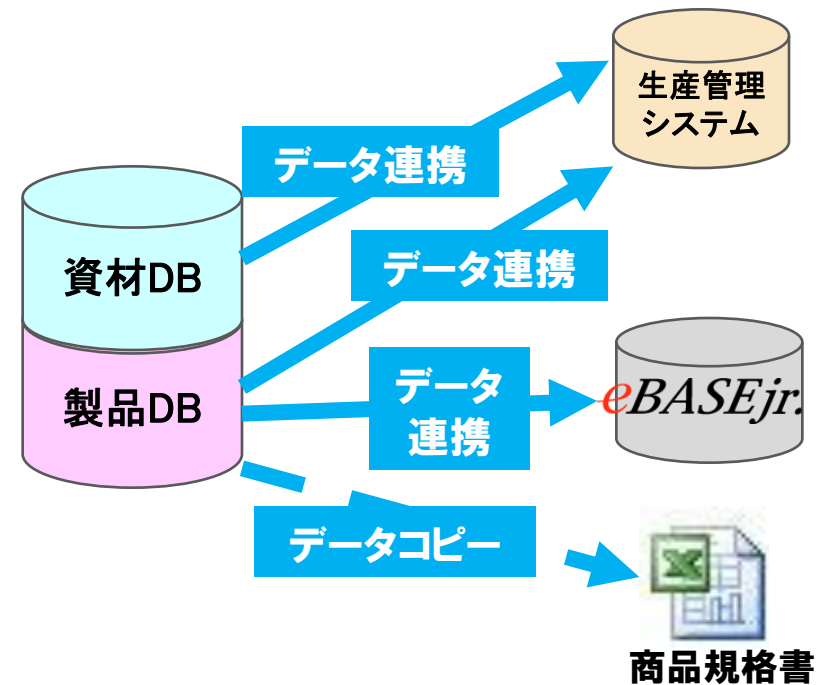 生産管理
システム
データ連携
資材DB
データ連携
製品DB
データ
連携
eBASEjr.
データコピー
商品規格書